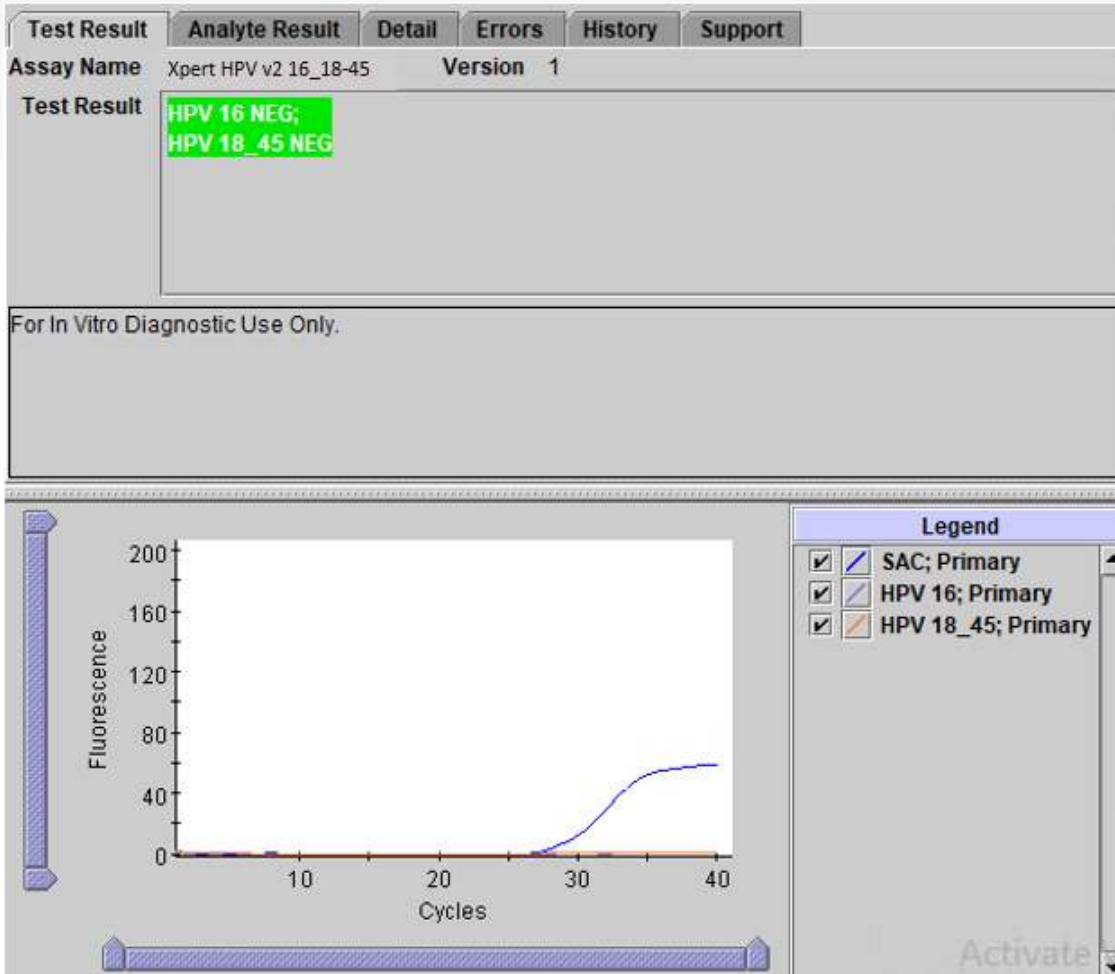 Test Result Analyte Result Detail Errors History Support
Assay Name Xpert HPV v2 16_18-45 Version 1
Test Result HPV 16 NEG;
HPV 18_45 NEG
For In Vitro Diagnostic Use Only.
Legend
SAC; Primary
HPV 16; Primary
HPV 18_45; Primary
200
160
120
80
40
0
Fluorescence
10 20 30 40
Cycles
Activate